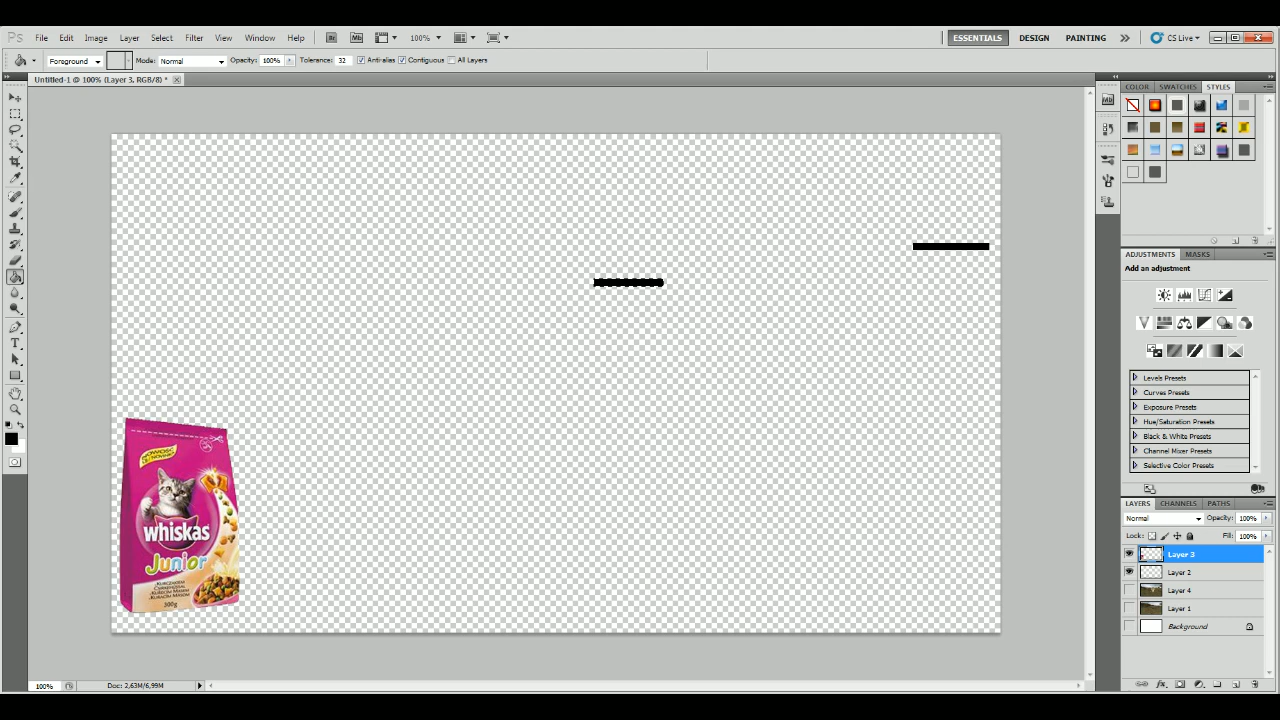 Ps File Edit Image Layer Select Filter View Window Help Br Mb 100% ESSENTIALS DESIGN PAINTING CS Live
Foreground Mode: Normal Opacity: 100% Tolerance: 32 Anti-alias Contiguous All Layers
Untitled-1 @ 100% (Layer 3, RGB/8) *
COLOR SWATCHES STYLES
ADJUSTMENTS MASKS
Add an adjustment
Levels Presets
Curves Presets
Exposure Presets
Hue/Saturation Presets
Black & White Presets
Channel Mixer Presets
Selective Color Presets
LAYERS CHANNELS PATHS
Normal Opacity: 100%
Lock: Fill: 100%
Layer 3
Layer 2
Layer 4
Layer 1
Background
whiskas
Junior
300g
100% Doc: 2,63M/6,99M